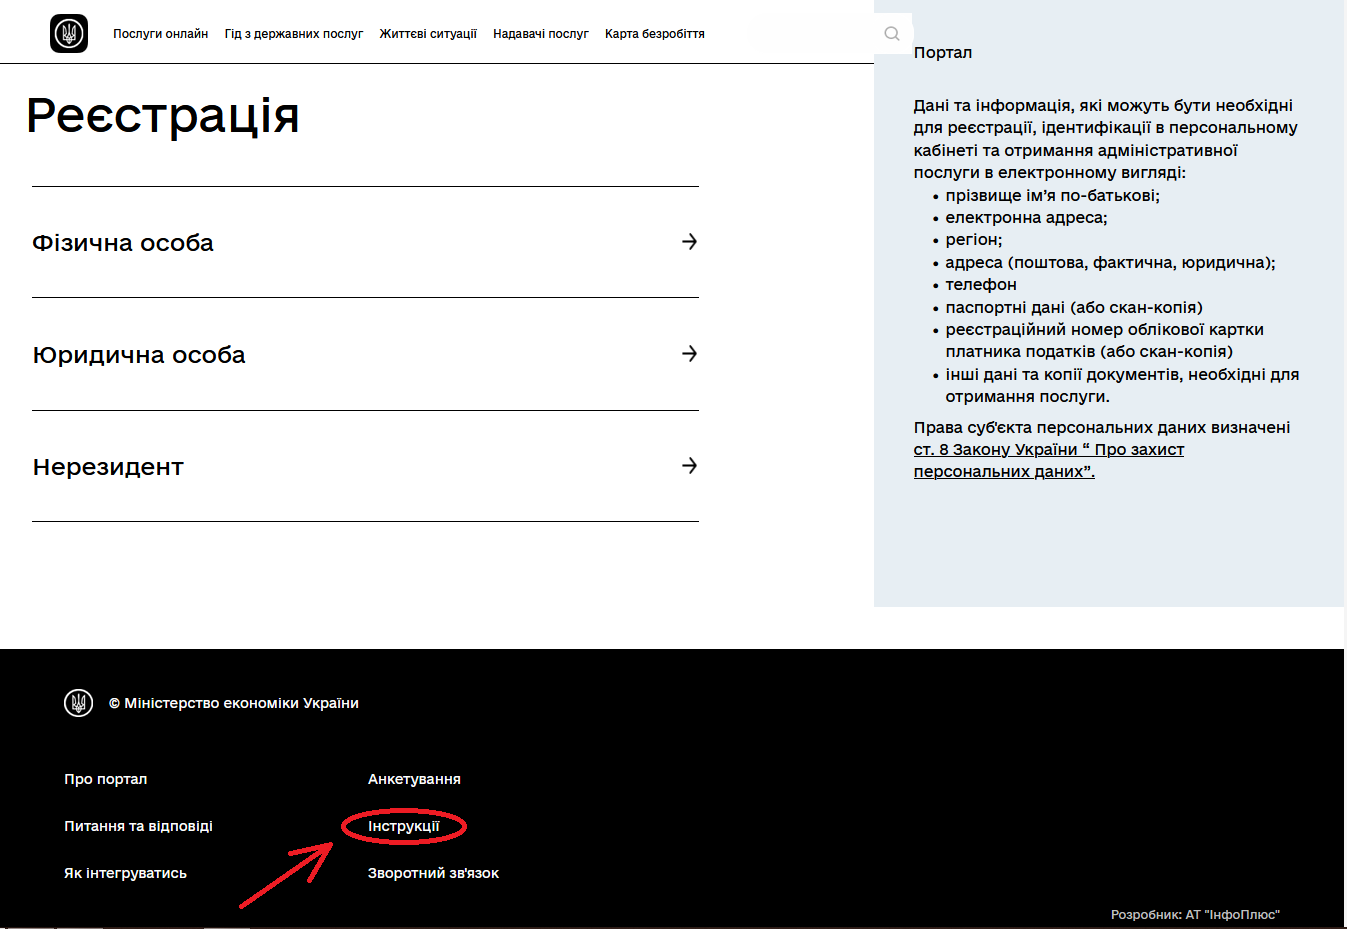 Послуги онлайн Гід з державних послуг Життєві ситуації Надавачі послуг Карта безробіття
Реєстрація
Фізична особа
Юридична особа
Нерезидент
Портал
Дані та інформація, які можуть бути необхідні
для реєстрації, ідентифікації в персональному
кабінеті та отримання адміністративної
послуги в електронному вигляді:
• прізвище ім’я по-батькові;
• електронна адреса;
• регіон;
• адреса (поштова, фактична, юридична);
• телефон
• паспортні дані (або скан-копія)
• реєстраційний номер облікової картки
платника податків (або скан-копія)
• інші дані та копії документів, необхідні для
отримання послуги.
Права суб'єкта персональних даних визначені
ст. 8 Закону України “ Про захист
персональних даних”.
© Міністерство економіки України
Про портал
Питання та відповіді
Як інтегруватись
Анкетування
Інструкції
Зворотний зв'язок
Розробник: АТ "ІнфоПлюс"